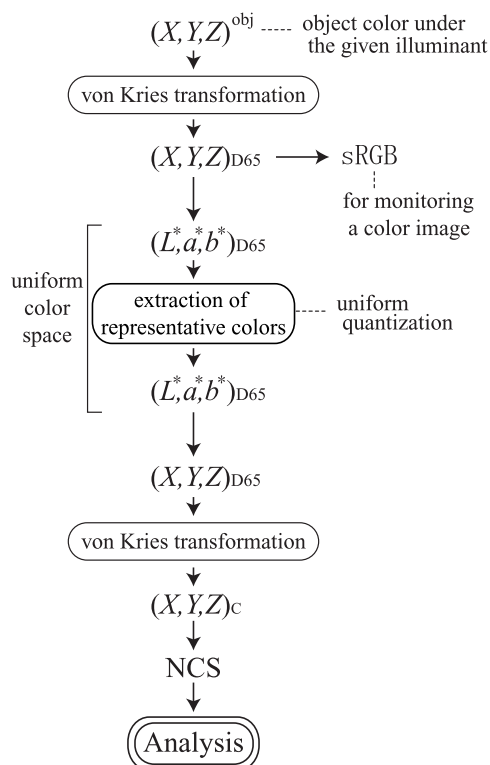 (X,Y,Z)^obj object color under
the given illuminant
von Kries transformation
(X,Y,Z)D65 sRGB
for monitoring
a color image
(L*,a*,b*)D65
uniform
color
space
extraction of
representative colors
uniform
quantization
(L*,a*,b*)D65
(X,Y,Z)D65
von Kries transformation
(X,Y,Z)C
NCS
Analysis